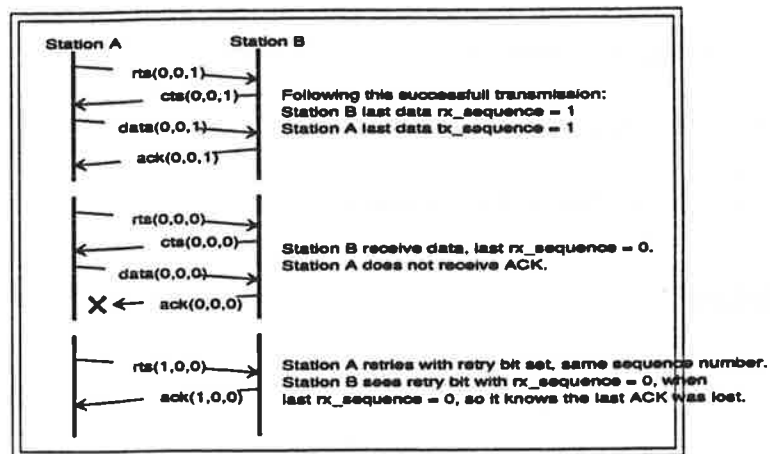 Station A
Station B
rts(0,0,1)
cts(0,0,1)
data(0,0,1)
ack(0,0,1)
Following this successfull transmission:
Station B last data rx_sequence = 1
Station A last data tx_sequence = 1
rts(0,0,0)
cts(0,0,0)
data(0,0,0)
ack(0,0,0)
Station B receive data, last rx_sequence = 0.
Station A does not receive ACK.
rts(1,0,0)
ack(1,0,0)
Station A retries with retry bit set, same sequence number.
Station B sees retry bit with rx_sequence = 0, when
last rx_sequence = 0, so it knows the last ACK was lost.